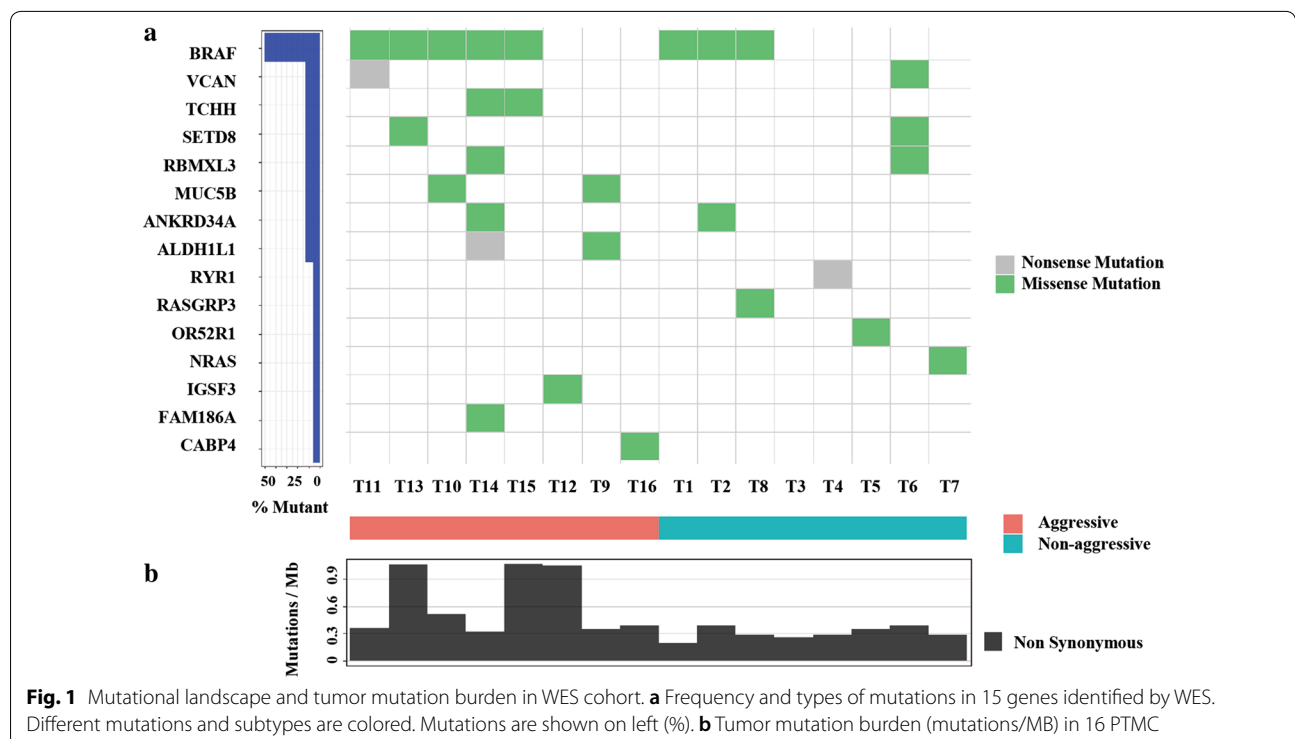 a
BRAF
VCAN
TCHH
SETD8
RBMXL3
MUC5B
ANKRD34A
ALDH1L1
RYR1
RASGRP3
OR52R1
NRAS
IGSF3
FAM186A
CABP4
50 25 0
% Mutant
Nonsense Mutation
Missense Mutation
T11 T13 T10 T14 T15 T12 T9 T16 T1 T2 T8 T3 T4 T5 T6 T7
Aggressive
Non-aggressive
b
Mutations / Mb
0.9
0.6
0.3
0
Non Synonymous
Fig. 1 Mutational landscape and tumor mutation burden in WES cohort. a Frequency and types of mutations in 15 genes identified by WES.
Different mutations and subtypes are colored. Mutations are shown on left (%). b Tumor mutation burden (mutations/MB) in 16 PTMC